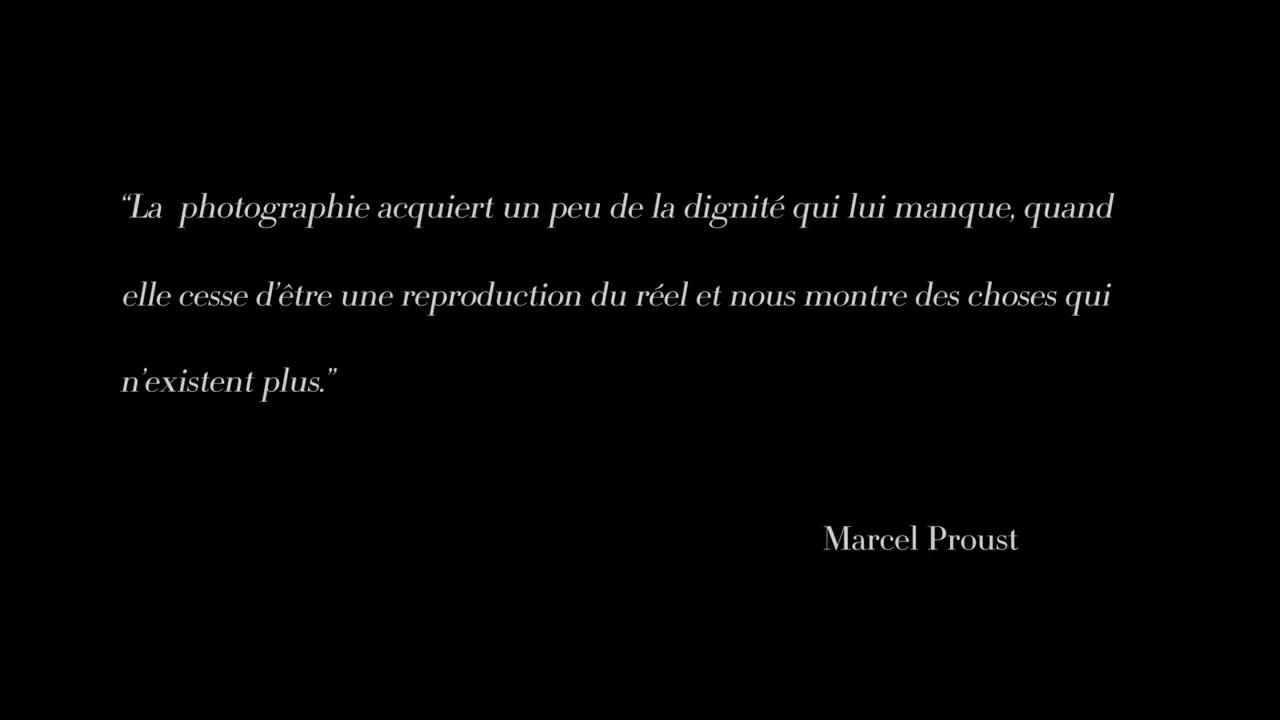 “La  photographie acquiert un peu de la dignité qui lui manque, quand
elle cesse d’être une reproduction du réel et nous montre des choses qui
n’existent plus.”
Marcel Proust